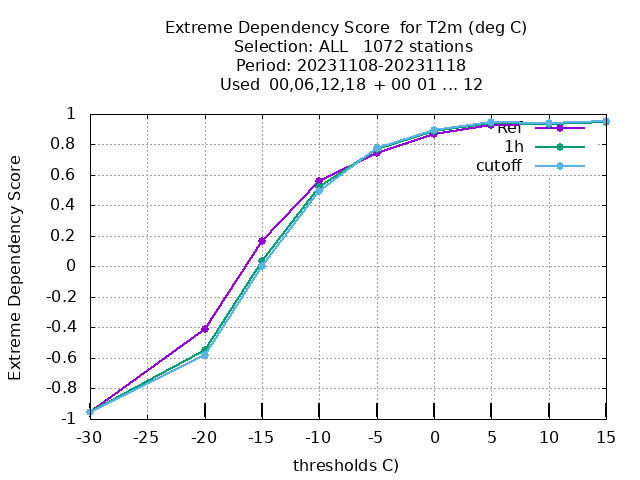 Extreme Dependency Score  for T2m (deg C)
Selection: ALL   1072 stations
Period: 20231108-20231118
Used  00,06,12,18  + 00 01 ... 12
Extreme Dependency Score
1
0.8
0.6
0.4
0.2
0
-0.2
-0.4
-0.6
-0.8
-1
Ref
1h
cutoff
-30 -25 -20 -15 -10 -5 0 5 10 15
thresholds C)